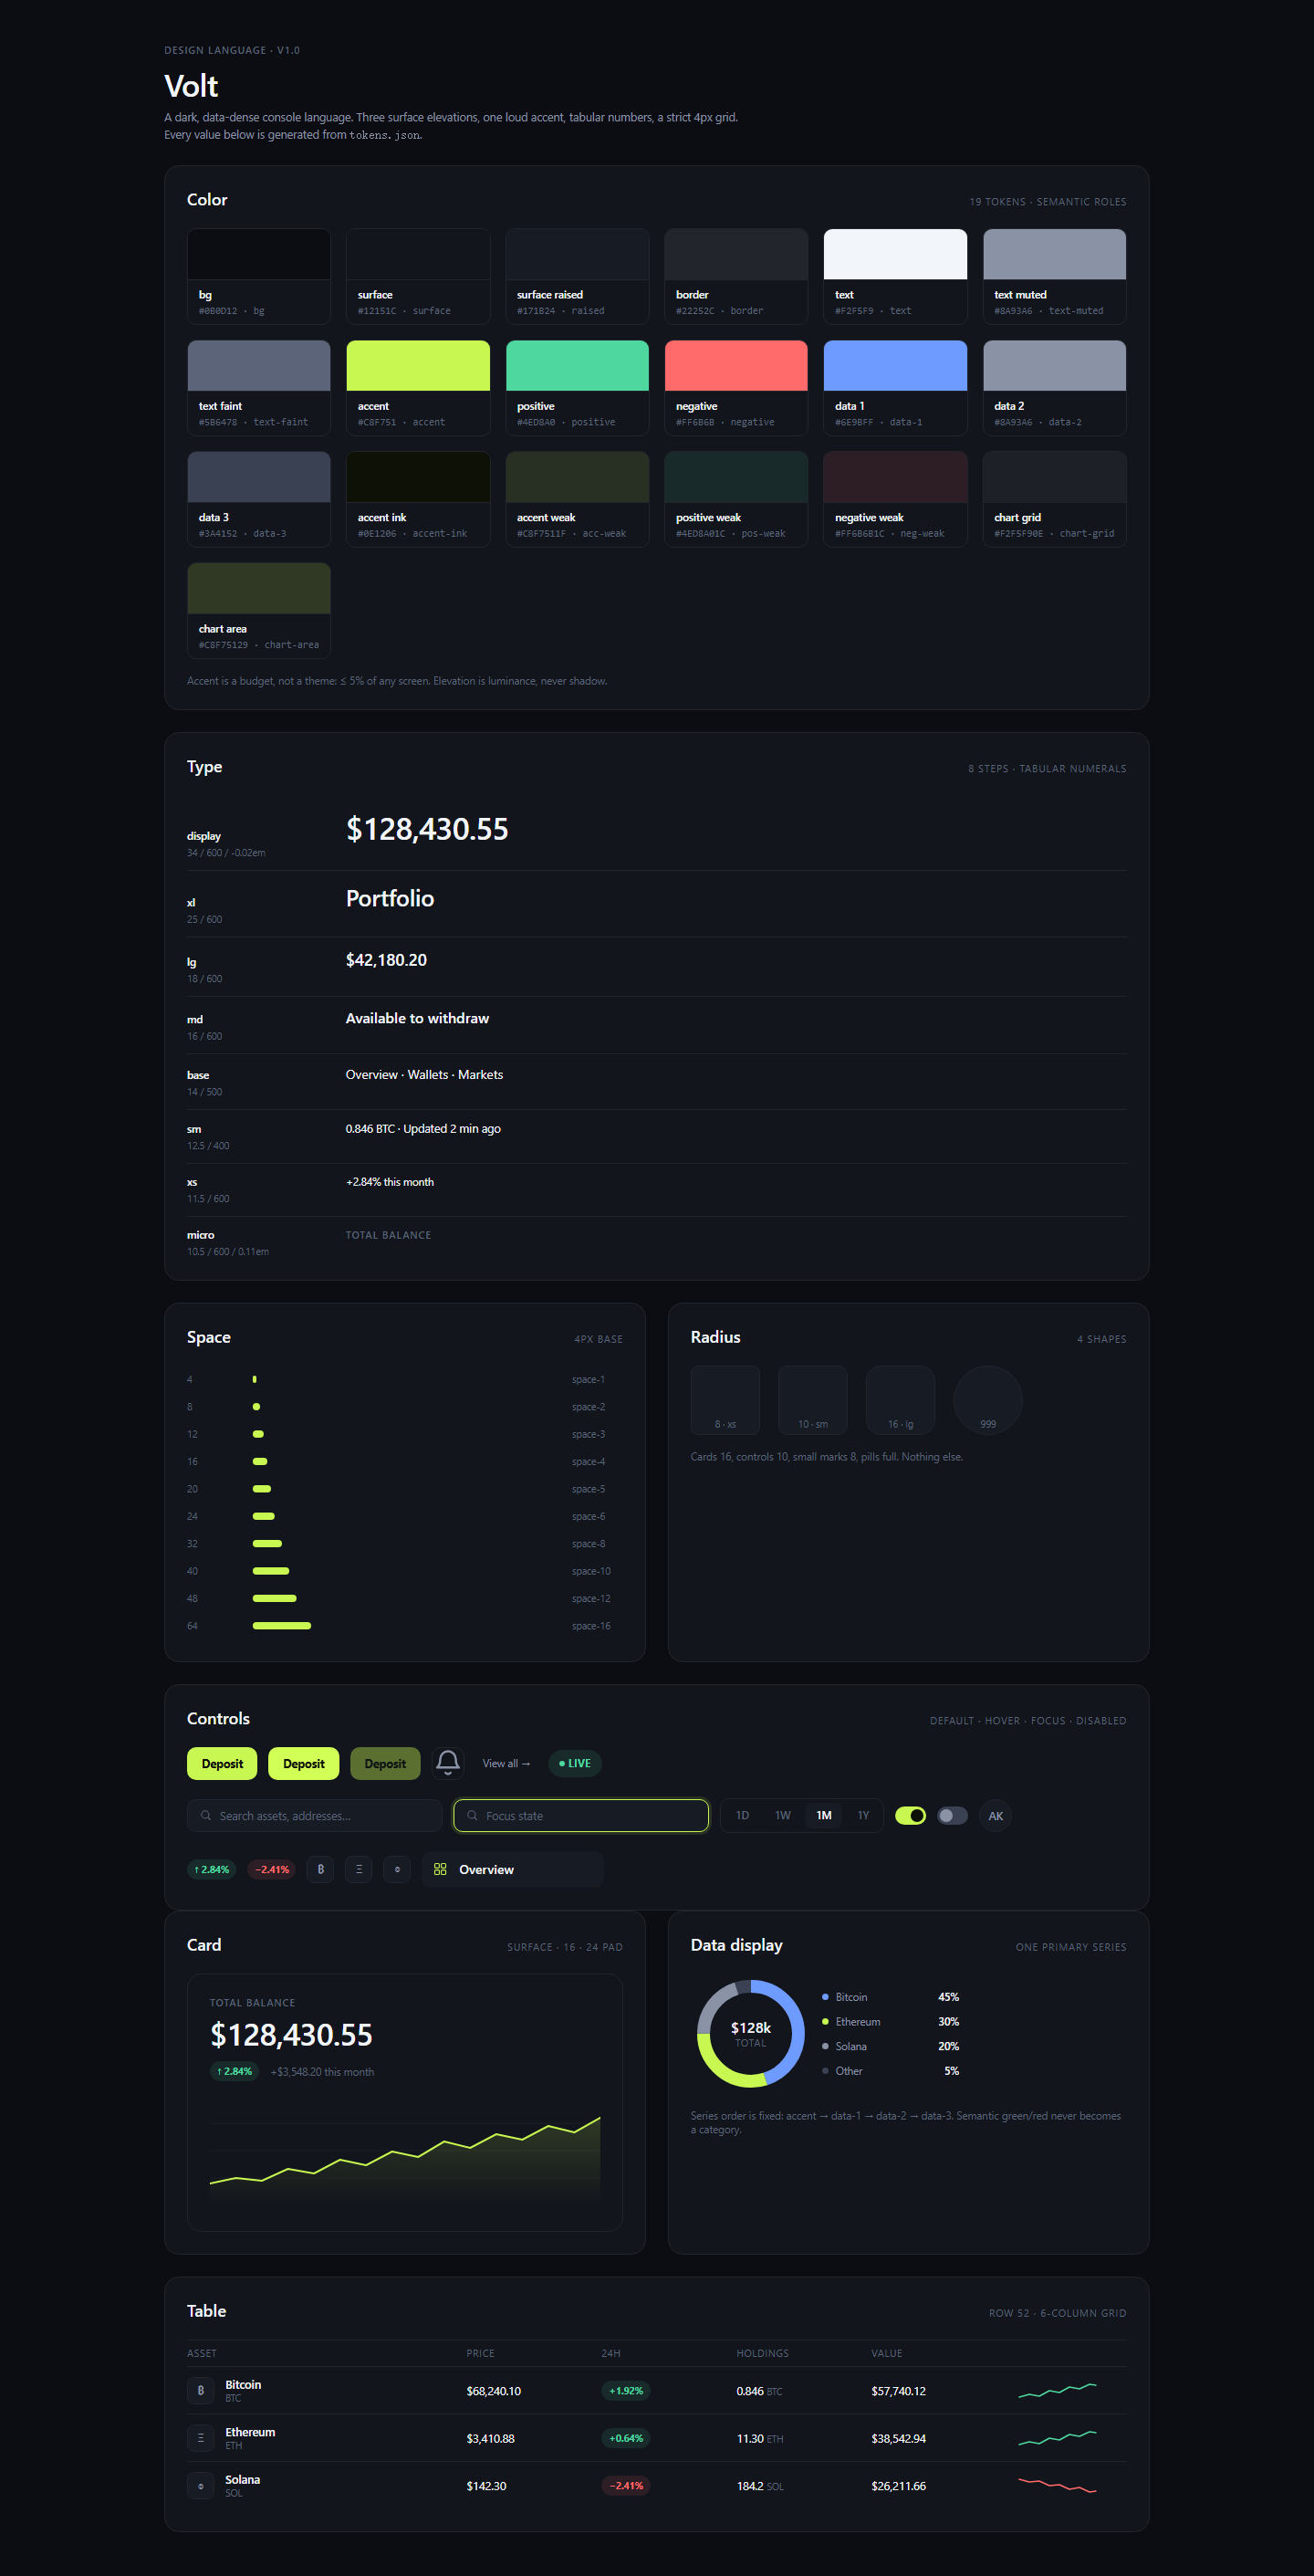 DESIGN LANGUAGE · V1.0
Volt
A dark, data-dense console language. Three surface elevations, one loud accent, tabular numbers, a strict 4px grid.
Every value below is generated from tokens.json.
Color
19 TOKENS · SEMANTIC ROLES
bg
#0B0D12 · bg
surface
#12151C · surface
surface raised
#171B24 · raised
border
#22252C · border
text
#F2F5F9 · text
text muted
#8A93A6 · text-muted
text faint
#5B6478 · text-faint
accent
#C8F751 · accent
positive
#4ED8A0 · positive
negative
#FF6B6B · negative
data 1
#6E9BFF · data-1
data 2
#8A93A6 · data-2
data 3
#3A4152 · data-3
accent ink
#0E1206 · accent-ink
accent weak
#C8F7511F · acc-weak
positive weak
#4ED8A01C · pos-weak
negative weak
#FF6B6B1C · neg-weak
chart grid
#F2F5F90E · chart-grid
chart area
#C8F75129 · chart-area
Accent is a budget, not a theme: ≤ 5% of any screen. Elevation is luminance, never shadow.
Type
8 STEPS · TABULAR NUMERALS
display
34 / 600 / -0.02em
$128,430.55
xl
25 / 600
Portfolio
lg
18 / 600
$42,180.20
md
16 / 600
Available to withdraw
base
14 / 500
Overview · Wallets · Markets
sm
12.5 / 400
0.846 BTC · Updated 2 min ago
xs
11.5 / 600
+2.84% this month
micro
10.5 / 600 / 0.11em
TOTAL BALANCE
Space
4PX BASE
4 space-1
8 space-2
12 space-3
16 space-4
20 space-5
24 space-6
32 space-8
40 space-10
48 space-12
64 space-16
Radius
4 SHAPES
8 · xs
10 · sm
16 · lg
999
Cards 16, controls 10, small marks 8, pills full. Nothing else.
Controls
DEFAULT · HOVER · FOCUS · DISABLED
Deposit
Deposit
Deposit
View all →
LIVE
Search assets, addresses...
Focus state
1D 1W 1M 1Y
AK
↑ 2.84%
−2.41%
₿
Ξ
Overview
Card
SURFACE · 16 · 24 PAD
TOTAL BALANCE
$128,430.55
↑ 2.84% +$3,548.20 this month
Data display
ONE PRIMARY SERIES
$128k
TOTAL
Bitcoin 45%
Ethereum 30%
Solana 20%
Other 5%
Series order is fixed: accent → data-1 → data-2 → data-3. Semantic green/red never becomes
a category.
Table
ROW 52 · 6-COLUMN GRID
ASSET PRICE 24H HOLDINGS VALUE
₿ Bitcoin
BTC
$68,240.10 +1.92% 0.846 BTC $57,740.12
Ξ Ethereum
ETH
$3,410.88 +0.64% 11.30 ETH $38,542.94
Solana
SOL
$142.30 −2.41% 184.2 SOL $26,211.66